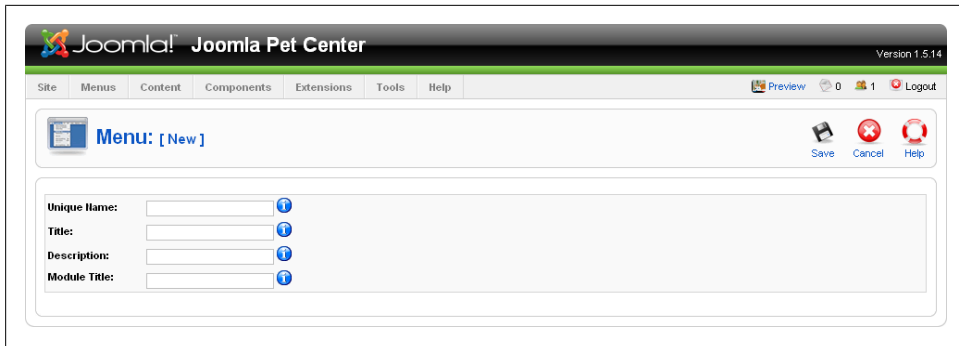 Joomla!™ Joomla Pet Center
Version 1.5.14
Site Menus Content Components Extensions Tools Help Preview 0 1 Logout
Menu: [ New ]
Save Cancel Help
Unique Name:
Title:
Description:
Module Title: